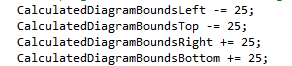 CalculatedDiagramBoundsLeft -= 25;
CalculatedDiagramBoundsTop -= 25;
CalculatedDiagramBoundsRight += 25;
CalculatedDiagramBoundsBottom += 25;